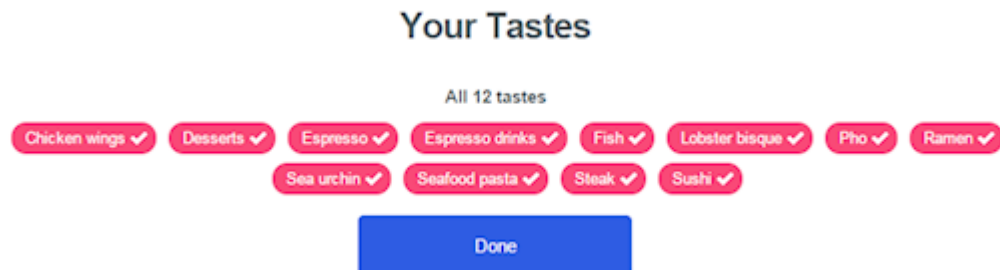 Your Tastes
All 12 tastes
Chicken wings ✓ Desserts ✓ Espresso ✓ Espresso drinks ✓ Fish ✓ Lobster bisque ✓ Pho ✓ Ramen ✓
Sea urchin ✓ Seafood pasta ✓ Steak ✓ Sushi ✓
Done